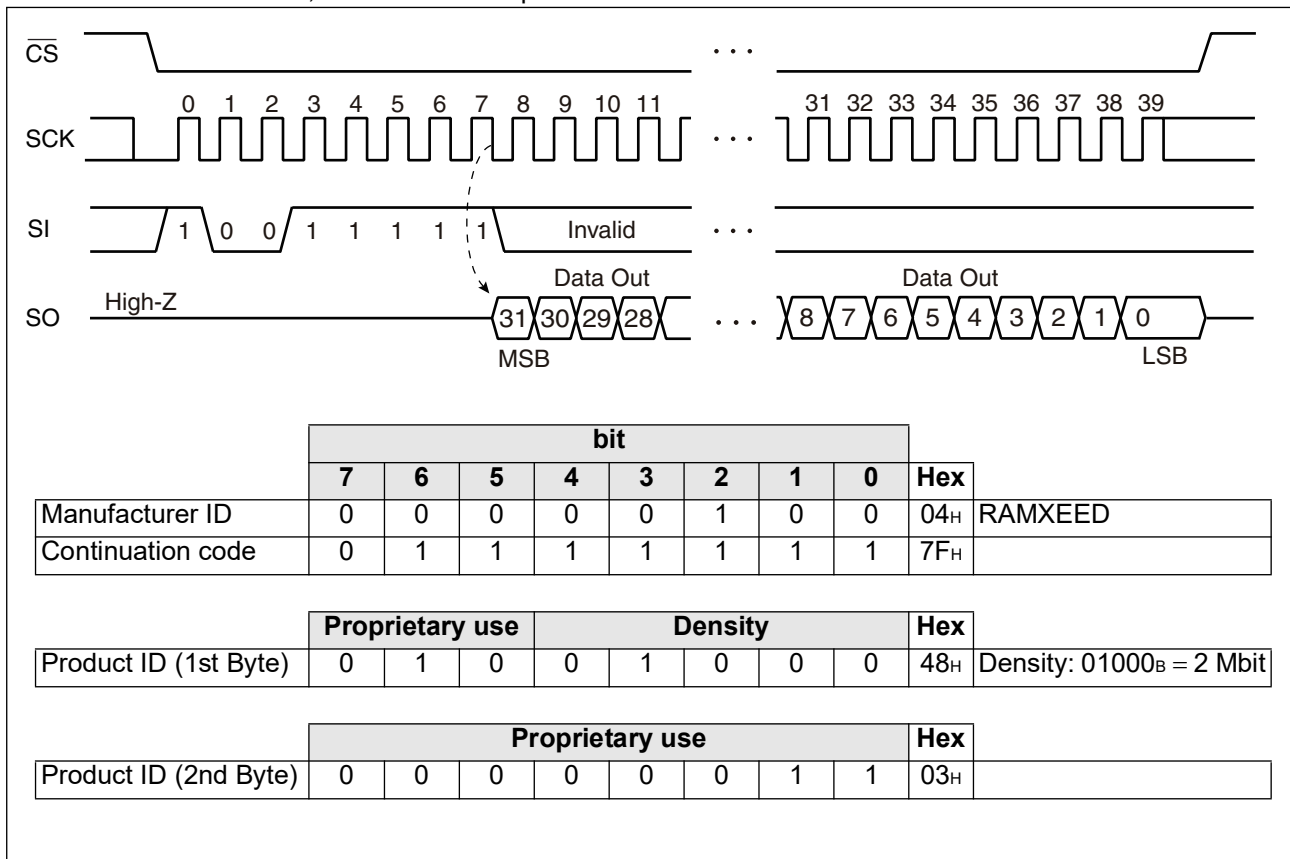 CS
0 1 2 3 4 5 6 7 8 9 10 11 31 32 33 34 35 36 37 38 39
SCK
SI 1 0 0 1 1 1 1 1 Invalid
Data Out Data Out
High-Z
SO 31 30 29 28 8 7 6 5 4 3 2 1 0
MSB LSB
bit
7 6 5 4 3 2 1 0 Hex
Manufacturer ID 0 0 0 0 0 1 0 0 04H RAMXEED
Continuation code 0 1 1 1 1 1 1 1 7FH
Proprietary use Density Hex
Product ID (1st Byte) 0 1 0 0 1 0 0 0 48H Density: 01000B = 2 Mbit
Proprietary use Hex
Product ID (2nd Byte) 0 0 0 0 0 0 1 1 03H